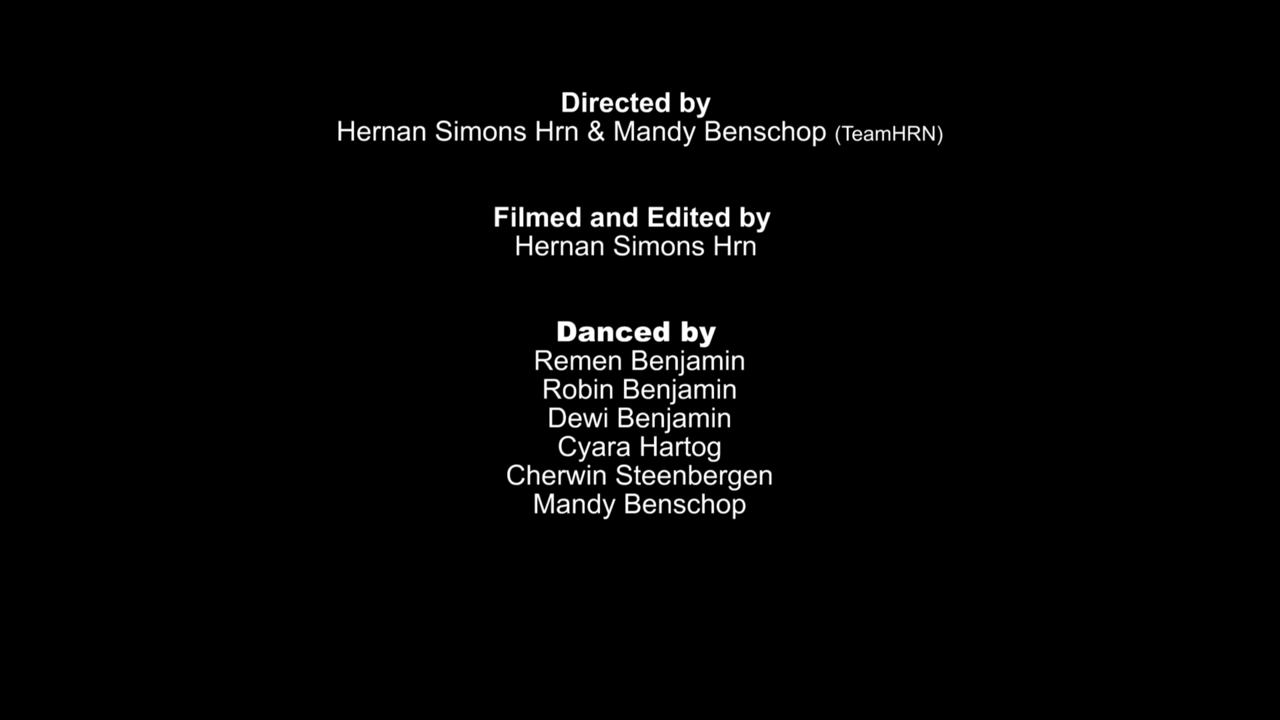 Directed by
Hernan Simons Hrn & Mandy Benschop (TeamHRN)
Filmed and Edited by
Hernan Simons Hrn
Danced by
Remen Benjamin
Robin Benjamin
Dewi Benjamin
Cyara Hartog
Cherwin Steenbergen
Mandy Benschop